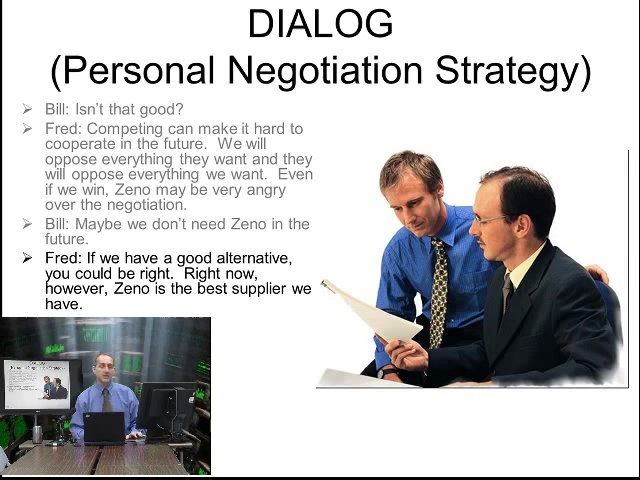 DIALOG
(Personal Negotiation Strategy)
Bill: Isn't that good?
Fred: Competing can make it hard to
cooperate in the future.  We will
oppose everything they want and they
will oppose everything we want.  Even
if we win, Zeno may be very angry
over the negotiation.
Bill: Maybe we don't need Zeno in the
future.
Fred: If we have a good alternative,
you could be right.  Right now,
however, Zeno is the best supplier we
have.
DIALOG